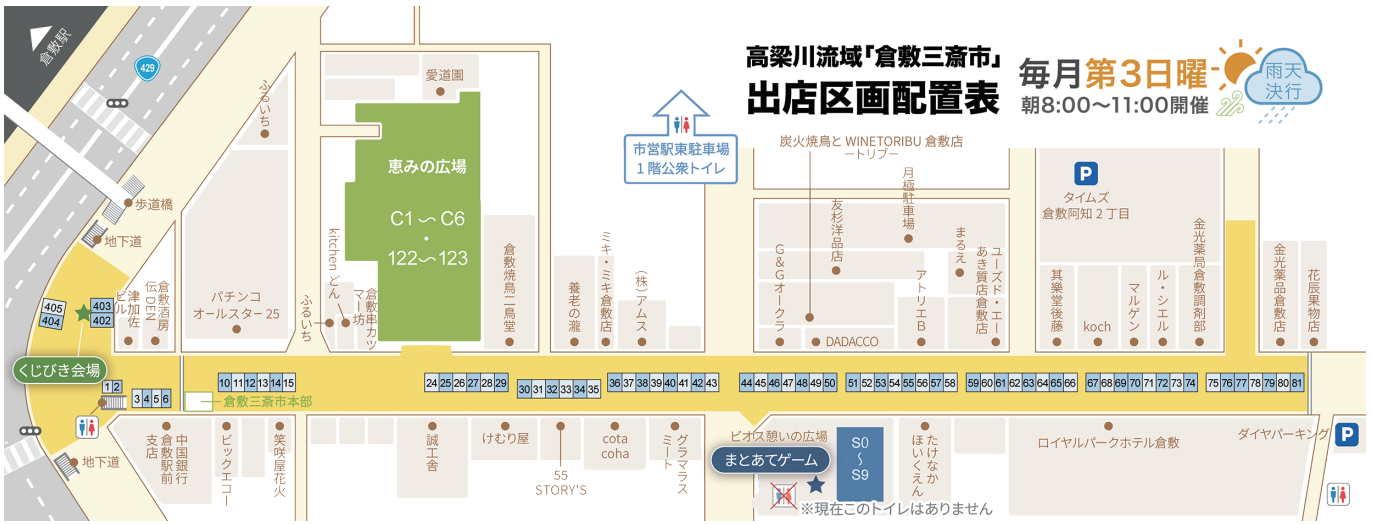 高梁川流域「倉敷三斎市」
出店区画配置表
毎月第3日曜
朝8:00〜11:00開催
雨天
決行
倉敷駅
429
ふるいち
愛道園
恵みの広場
C1〜C6
・
122〜123
市営駅東駐車場
1階公衆トイレ
炭火焼鳥と WINETORIBU 倉敷店
ートリブー
月極駐車場
友杉洋品店
まるえ
ユーズド・エー
あき質店倉敷店
G&Gオークラ
アトリエB
DADACCO
P
タイムズ
倉敷阿知2丁目
其樂堂後藤
koch
マルゲン
ル・シエル
金光薬局倉敷調剤部
金光薬品倉敷店
花辰果物店
歩道橋
地下道
津加佐
ビル
倉敷酒房
伝DEN
パチンコ
オールスター25
ふるいち
kitchen どん
倉敷串カツ
マー坊
倉敷焼鳥二鳥堂
養老の瀧
ミキ・ミキ倉敷店
(株)アムス
405
404
403
402
くじびき会場
1 2
3 4 5 6
10 11 12 13 14 15
24 25 26 27 28 29
30 31 32 33 34 35
36 37 38 39 40 41 42 43
44 45 46 47 48 49 50
51 52 53 54 55 56 57 58
59 60 61 62 63 64 65 66
67 68 69 70 71 72 73 74
75 76 77 78 79 80 81
倉敷三斎市本部
地下道
中国銀行
倉敷駅前
支店
ビックエコー
笑咲屋花火
誠工舎
けむり屋
55
STORY'S
cota
coha
グラマラス
ミート
ビオス憩いの広場
まとあてゲーム
S0
〜
S9
※現在このトイレはありません
たけなか
ほいくえん
ロイヤルパークホテル倉敷
ダイヤパーキング
P